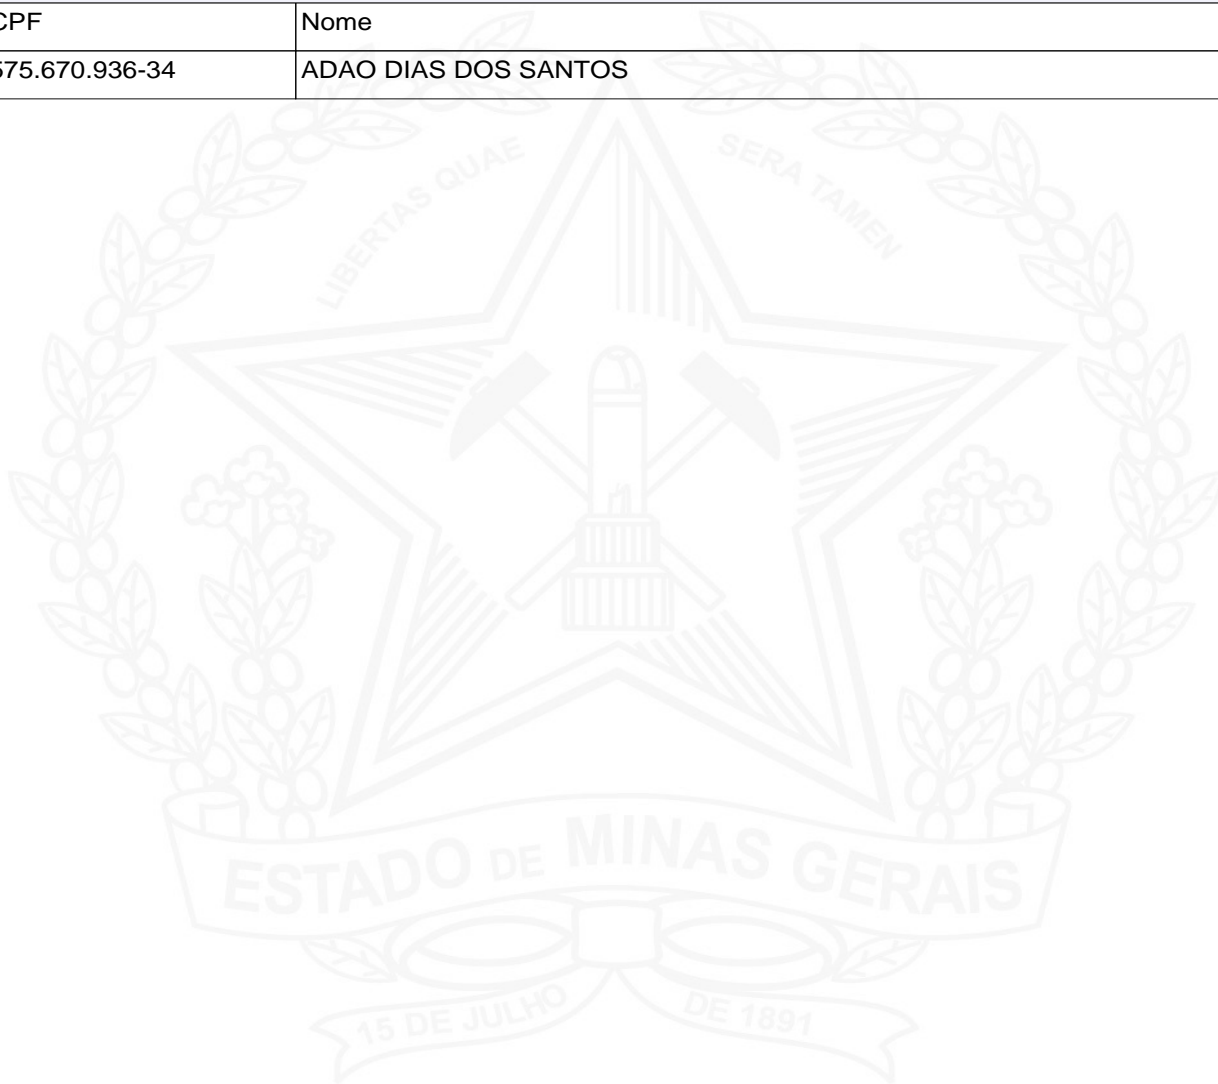 CPF Nome
575.670.936-34 ADAO DIAS DOS SANTOS
LIBERTAS QUAE SERA TAMEN
ESTADO DE MINAS GERAIS
15 DE JULHO DE 1891